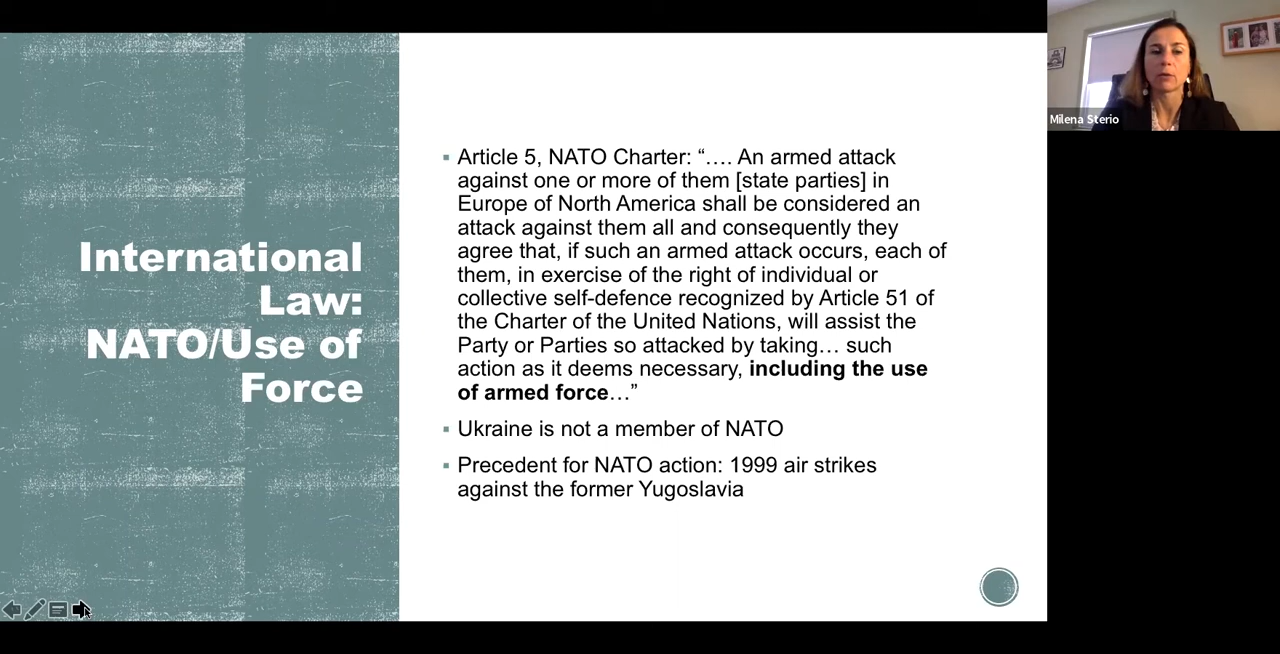 International
Law:
NATO/Use of
Force
Article 5, NATO Charter: “…. An armed attack
against one or more of them [state parties] in
Europe of North America shall be considered an
attack against them all and consequently they
agree that, if such an armed attack occurs, each of
them, in exercise of the right of individual or
collective self-defence recognized by Article 51 of
the Charter of the United Nations, will assist the
Party or Parties so attacked by taking… such
action as it deems necessary, including the use
of armed force…”
Ukraine is not a member of NATO
Precedent for NATO action: 1999 air strikes
against the former Yugoslavia
Milena Sterio